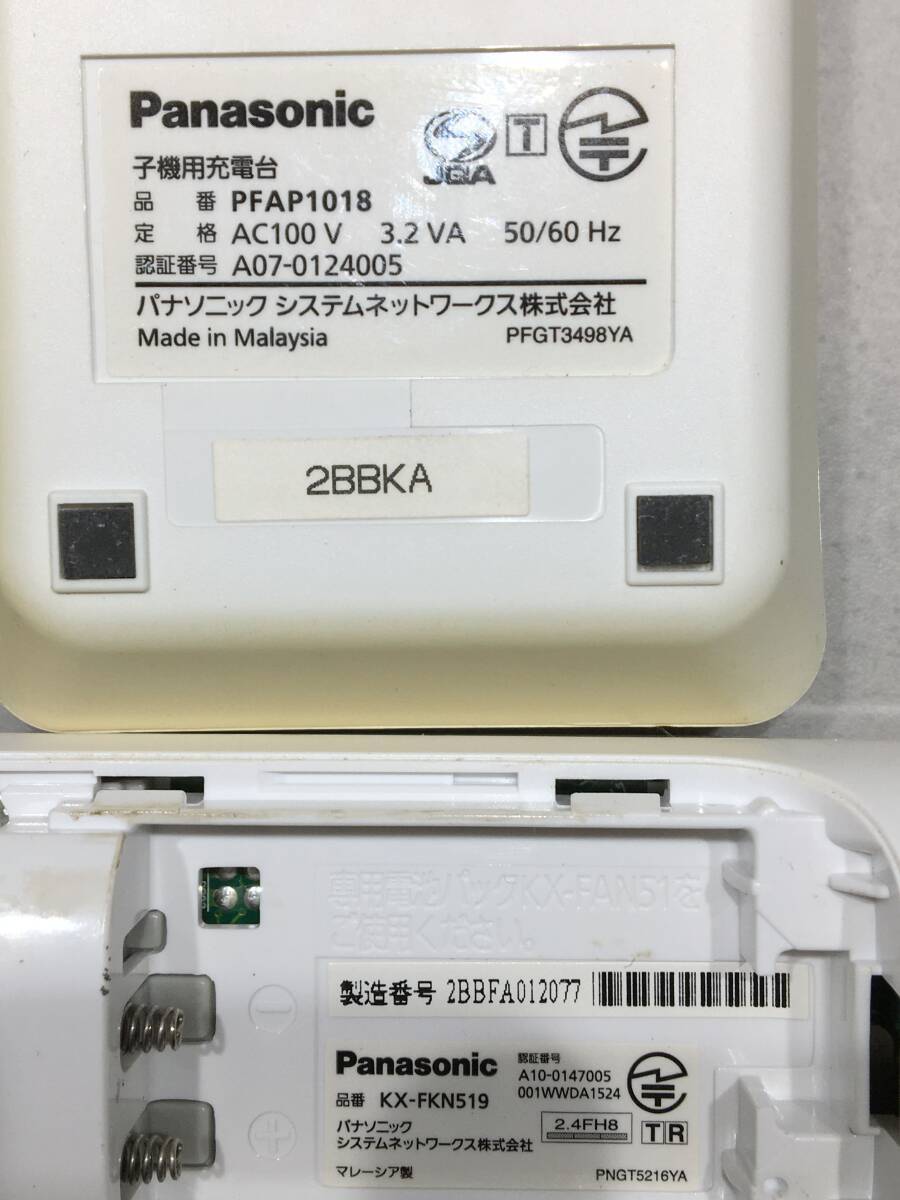 Panasonic
JQA
T
子機用充電台
品 番 PFAP1018
定 格 AC100 V 3.2 VA 50/60 Hz
認証番号 A07-0124005
パナソニック システムネットワークス株式会社
Made in Malaysia PFGT3498YA
2BBKA
専用電池パックKX-FAN51を
ご使用ください。
製造番号 2BBFA012077
Panasonic
認証番号
A10-0147005
001WWDA1524
品番 KX-FKN519
2.4FH8
T R
パナソニック
システムネットワークス株式会社
マレーシア製 PNGT5216YA